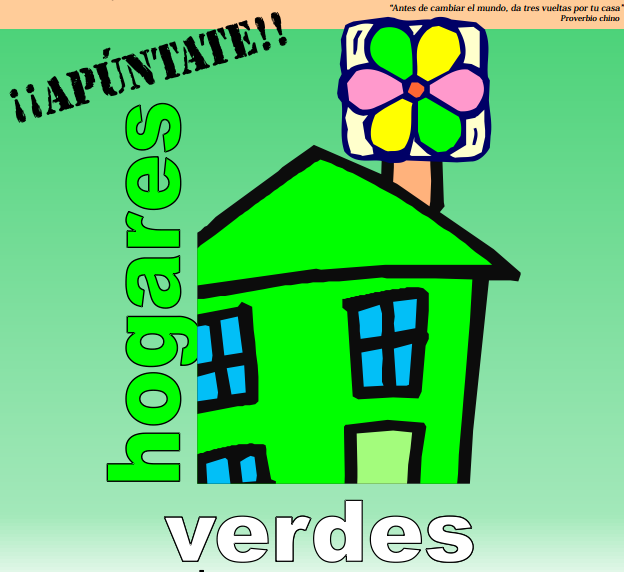 "Antes de cambiar el mundo, da tres vueltas por tu casa"
Proverbio chino
¡¡APÚNTATE!!
hogares
verdes